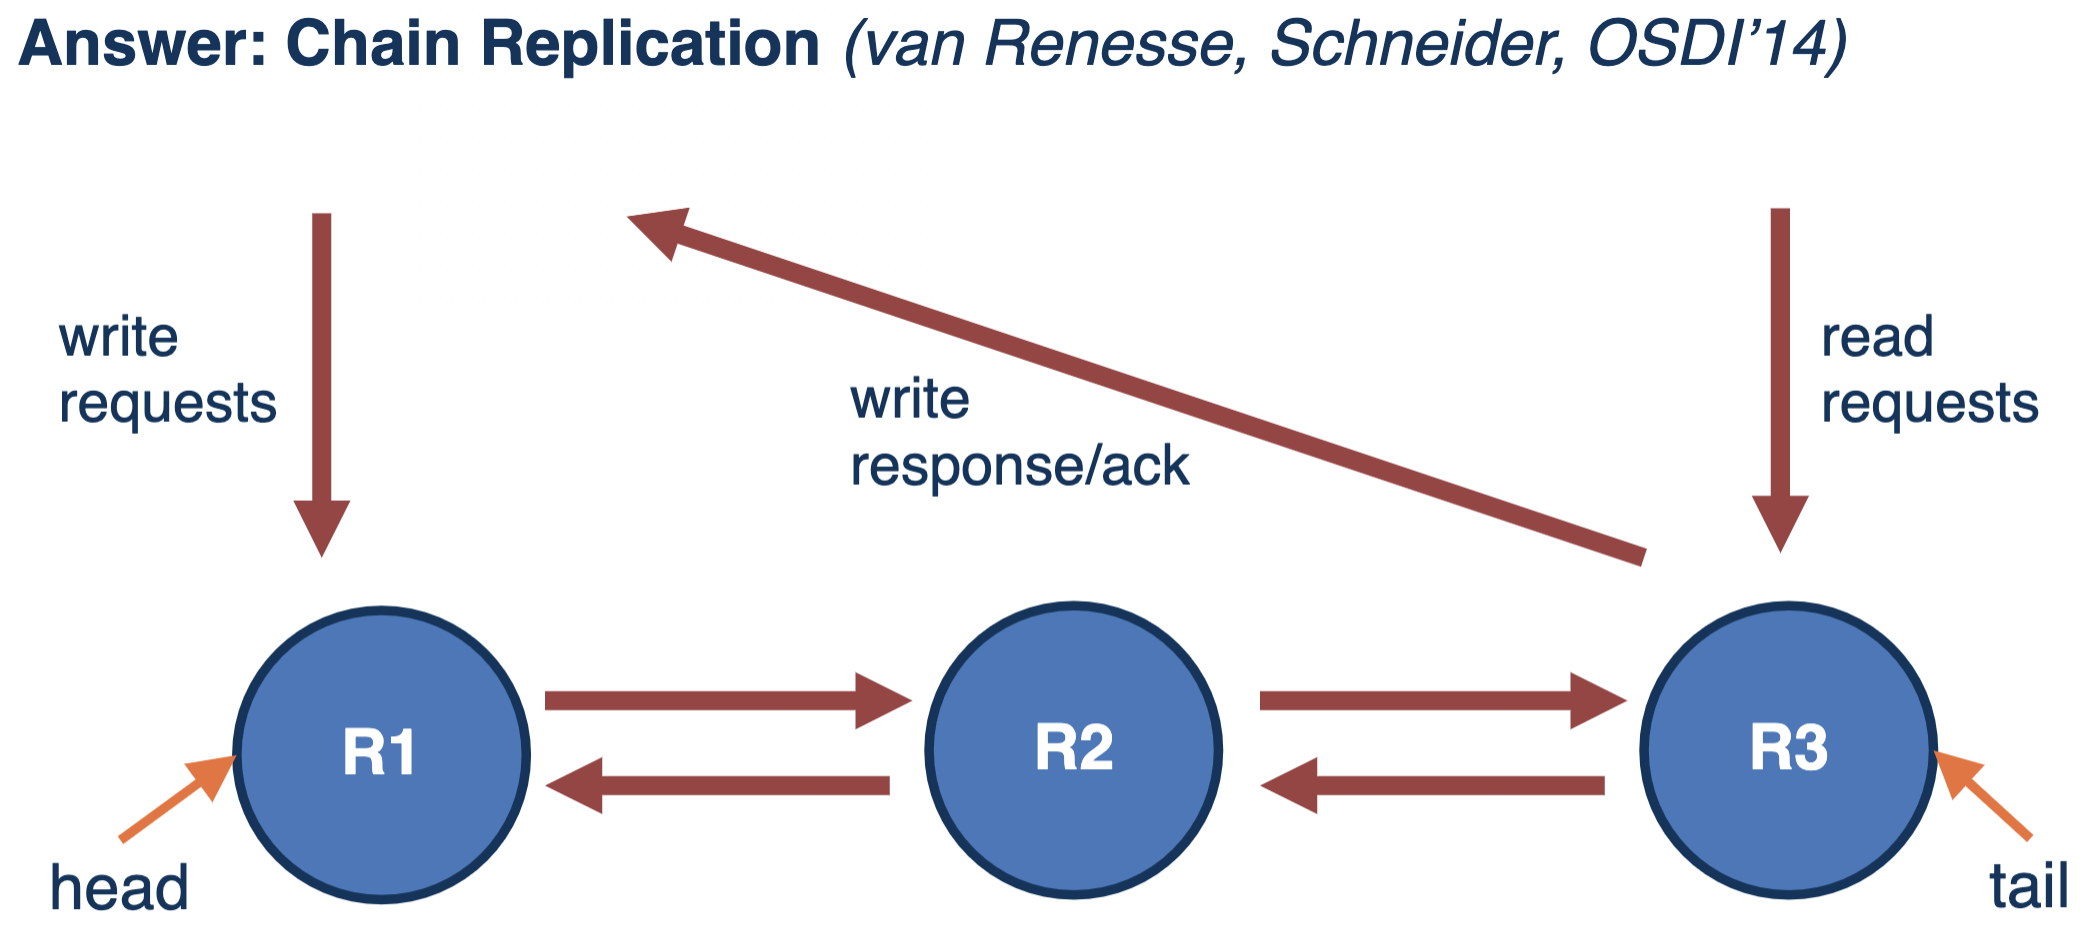 Answer: Chain Replication (van Renesse, Schneider, OSDI’14)
write
requests
write
response/ack
read
requests
R1
R2
R3
head
tail